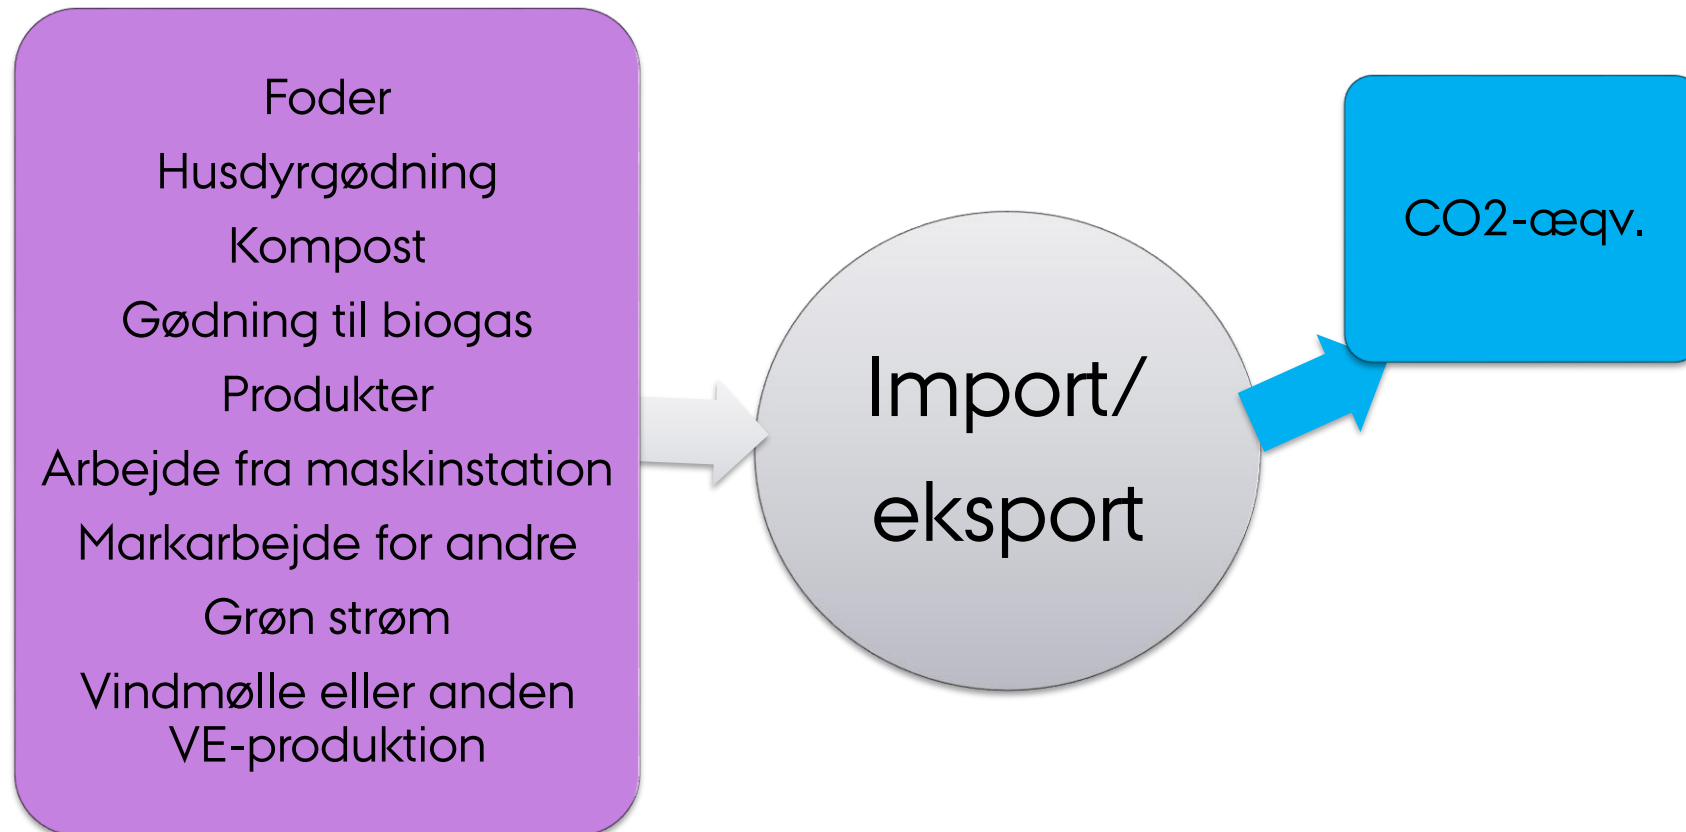 Foder
Husdyrgødning
Kompost
Gødning til biogas
Produkter
Arbejde fra maskinstation
Markarbejde for andre
Grøn strøm
Vindmølle eller anden
VE-produktion
Import/
eksport
CO2-æqv.